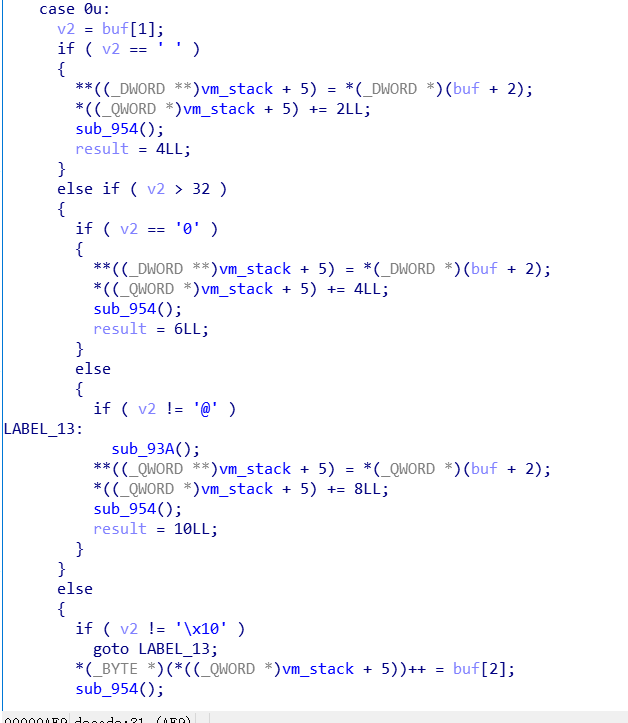 case 0u:
v2 = buf[1];
if ( v2 == ' ' )
{
**((_DWORD **)vm_stack + 5) = *(_DWORD *)(buf + 2);
*((_QWORD *)vm_stack + 5) += 2LL;
sub_954();
result = 4LL;
}
else if ( v2 > 32 )
{
if ( v2 == '0' )
{
**((_DWORD **)vm_stack + 5) = *(_DWORD *)(buf + 2);
*((_QWORD *)vm_stack + 5) += 4LL;
sub_954();
result = 6LL;
}
else
{
if ( v2 != '@' )
LABEL_13:
sub_93A();
**((_QWORD **)vm_stack + 5) = *(_QWORD *)(buf + 2);
*((_QWORD *)vm_stack + 5) += 8LL;
sub_954();
result = 10LL;
}
}
else
{
if ( v2 != '\x10' )
goto LABEL_13;
*(_BYTE *)(*((_QWORD *)vm_stack + 5))++ = buf[2];
sub_954();